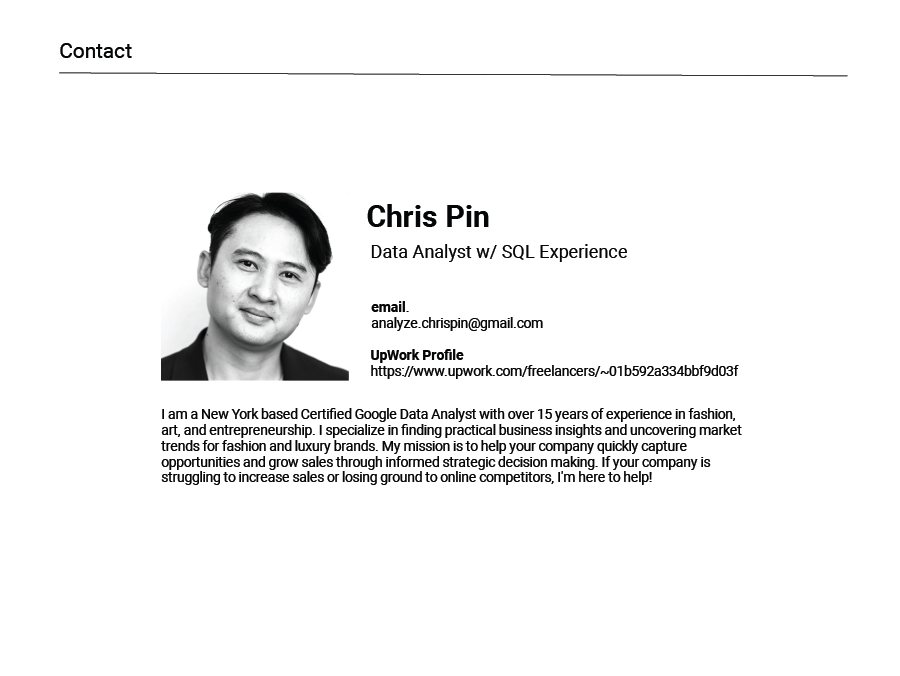 Contact
Chris Pin
Data Analyst w/ SQL Experience
email.
analyze.chrispin@gmail.com
UpWork Profile
https://www.upwork.com/freelancers/~01b592a334bbf9d03f
I am a New York based Certified Google Data Analyst with over 15 years of experience in fashion,
art, and entrepreneurship. I specialize in finding practical business insights and uncovering market
trends for fashion and luxury brands. My mission is to help your company quickly capture
opportunities and grow sales through informed strategic decision making. If your company is
struggling to increase sales or losing ground to online competitors, I'm here to help!